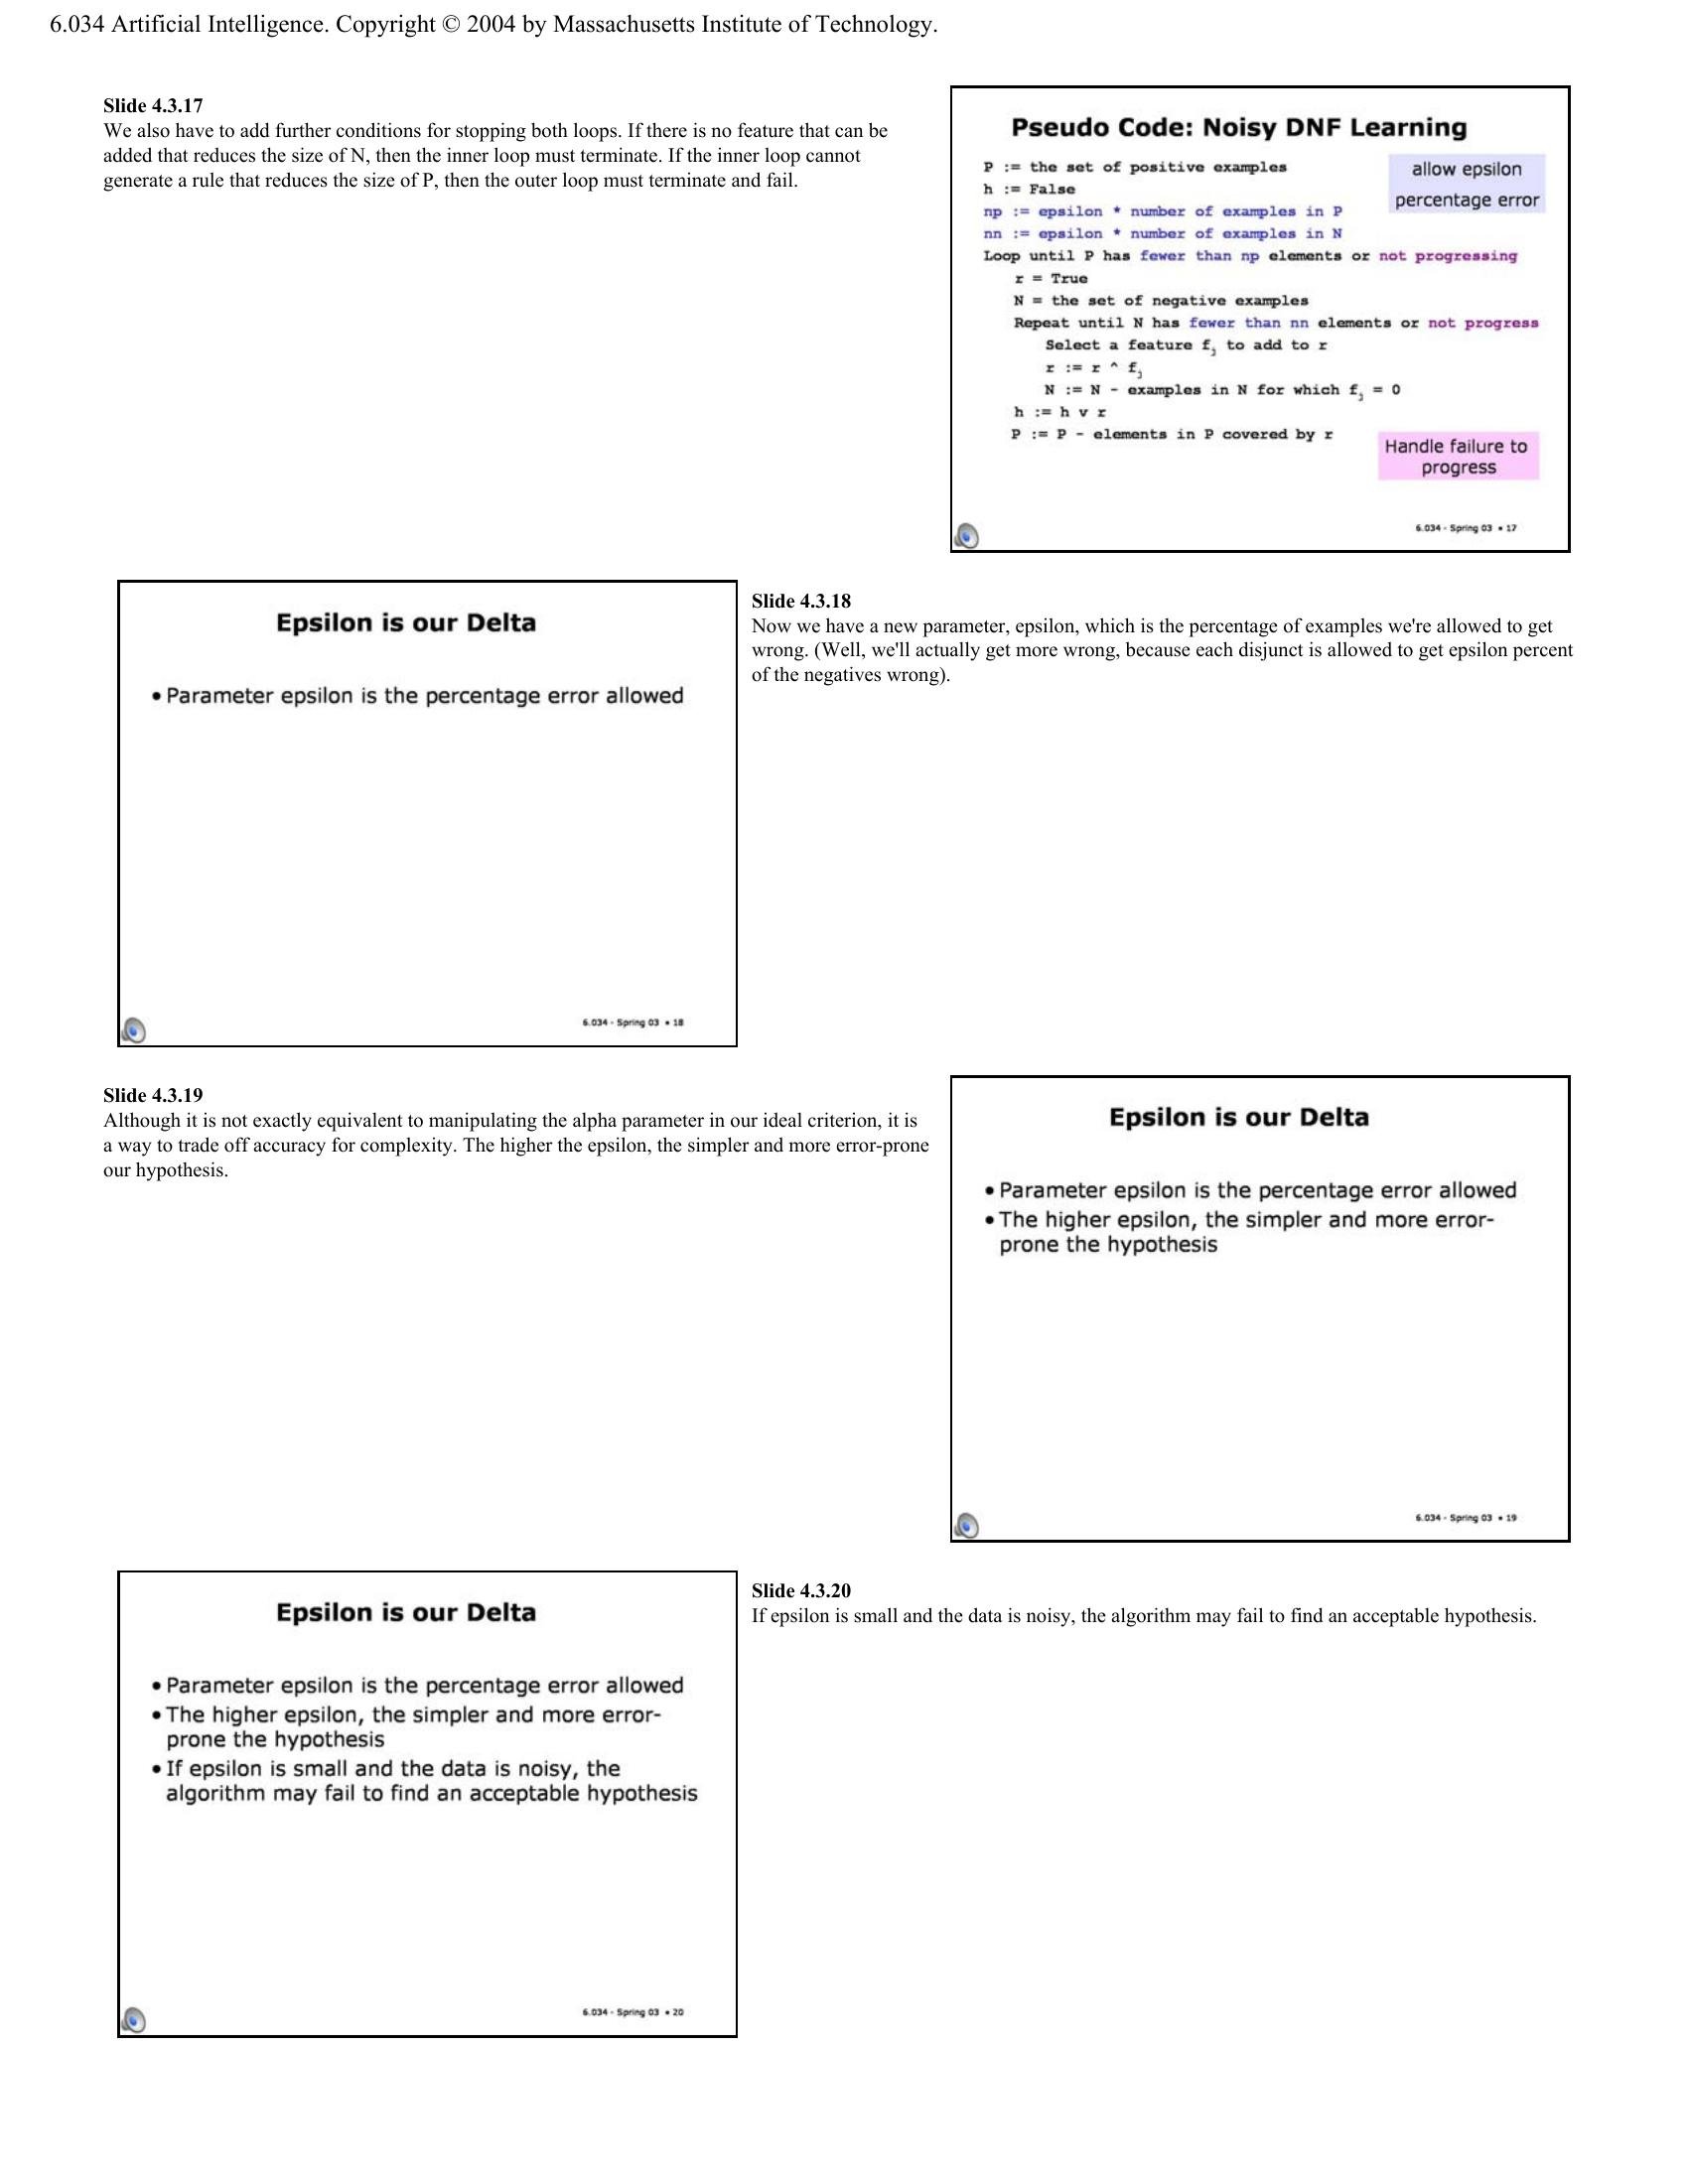 6.034 Artificial Intelligence. Copyright © 2004 by Massachusetts Institute of Technology.
Slide 4.3.17
We also have to add further conditions for stopping both loops. If there is no feature that can be
added that reduces the size of N, then the inner loop must terminate. If the inner loop cannot
generate a rule that reduces the size of P, then the outer loop must terminate and fail.
Pseudo Code: Noisy DNF Learning
allow epsilon
percentage error
P := the set of positive examples
h := False
np := epsilon * number of examples in P
nn := epsilon * number of examples in N
Loop until P has fewer than np elements or not progressing
r = True
N = the set of negative examples
Repeat until N has fewer than nn elements or not progress
Select a feature fj to add to r
r := r ^ fj
N := N - examples in N for which fj = 0
h := h v r
P := P - elements in P covered by r
Handle failure to
progress
6.034 - Spring 03 • 17
Epsilon is our Delta
• Parameter epsilon is the percentage error allowed
6.034 - Spring 03 • 18
Slide 4.3.18
Now we have a new parameter, epsilon, which is the percentage of examples we're allowed to get
wrong. (Well, we'll actually get more wrong, because each disjunct is allowed to get epsilon percent
of the negatives wrong).
Slide 4.3.19
Although it is not exactly equivalent to manipulating the alpha parameter in our ideal criterion, it is
a way to trade off accuracy for complexity. The higher the epsilon, the simpler and more error-prone
our hypothesis.
Epsilon is our Delta
• Parameter epsilon is the percentage error allowed
• The higher epsilon, the simpler and more error-
prone the hypothesis
6.034 - Spring 03 • 19
Epsilon is our Delta
• Parameter epsilon is the percentage error allowed
• The higher epsilon, the simpler and more error-
prone the hypothesis
• If epsilon is small and the data is noisy, the
algorithm may fail to find an acceptable hypothesis
6.034 - Spring 03 • 20
Slide 4.3.20
If epsilon is small and the data is noisy, the algorithm may fail to find an acceptable hypothesis.